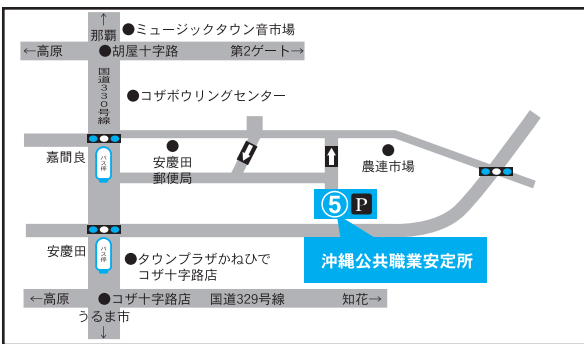 ↑
那覇
●ミュージックタウン音市場
←高原
●胡屋十字路
第2ゲート→
国道330号線
●コザボウリングセンター
嘉間良
バス停
安慶田
郵便局
農連市場
⑤P
沖縄公共職業安定所
安慶田
バス停
●タウンプラザかねひで
コザ十字路店
←高原
●コザ十字路店
国道329号線
知花→
うるま市
↓